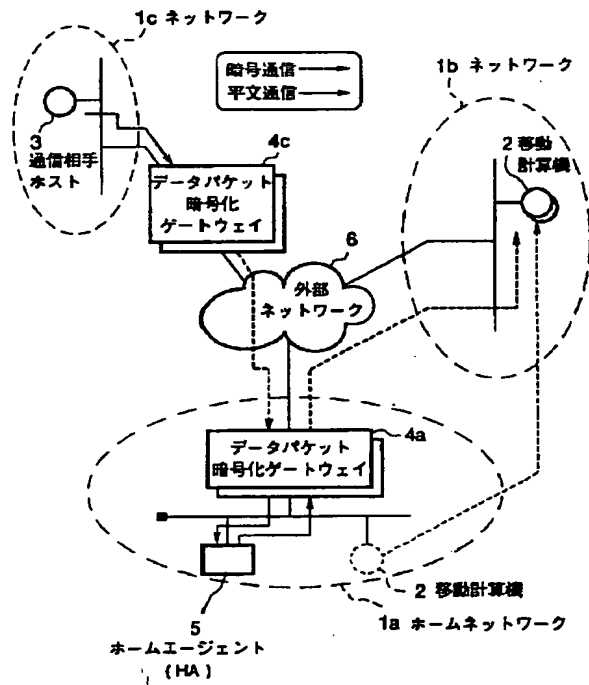 1c ネットワーク
暗号通信
平文通信
1b ネットワーク
3
通信相手
ホスト
4c
データパケット
暗号化
ゲートウェイ
2 移動
計算機
6
外部
ネットワーク
4a
データパケット
暗号化ゲートウェイ
5
ホームエージェント
(HA)
2 移動計算機
1a ホームネットワーク